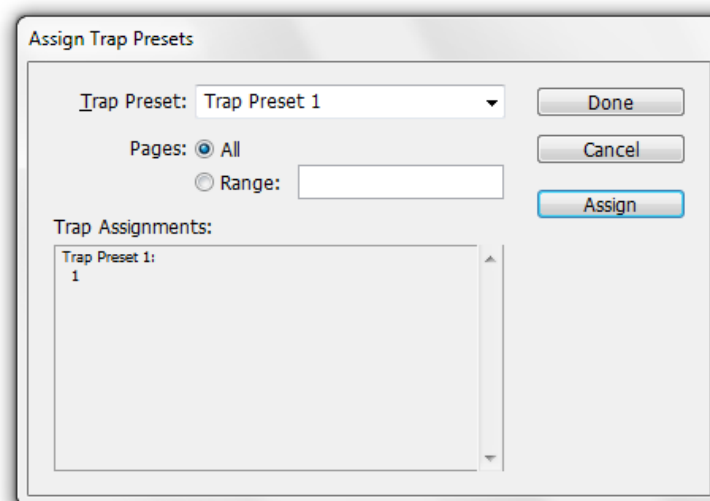 Assign Trap Presets
Trap Preset: Trap Preset 1
Done
Pages: All
Cancel
Range:
Assign
Trap Assignments:
Trap Preset 1:
1